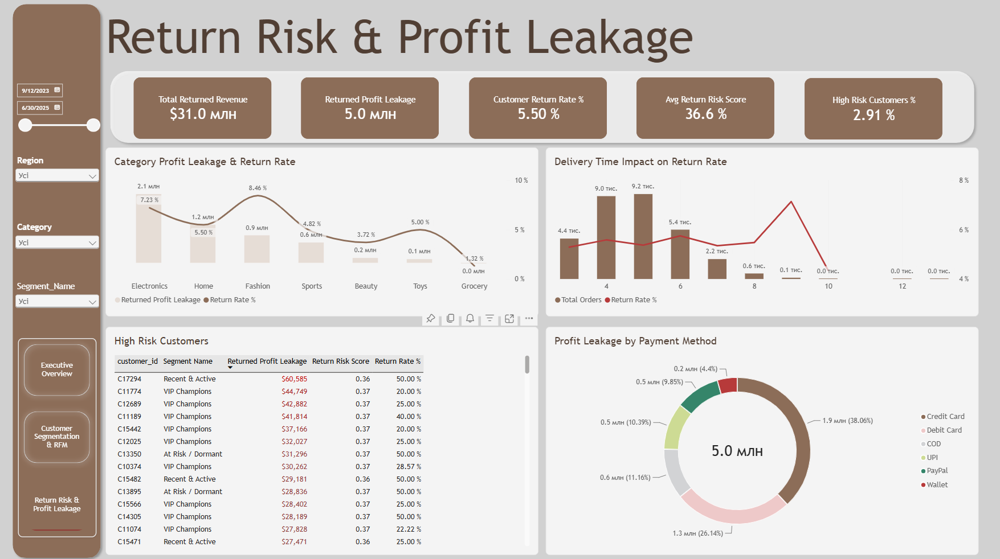 Return Risk & Profit Leakage
9/12/2023
6/30/2025
Region
Усі
Category
Усі
Segment_Name
Усі
Executive
Overview
Customer
Segmentation
& RFM
Return Risk &
Profit Leakage
Total Returned Revenue
$31.0 млн
Returned Profit Leakage
5.0 млн
Customer Return Rate %
5.50 %
Avg Return Risk Score
36.6 %
High Risk Customers %
2.91 %
Category Profit Leakage & Return Rate
2.1 млн
7.23 %
1.2 млн
5.50 %
8.46 %
0.9 млн
4.82 %
0.6 млн
3.72 %
0.2 млн
5.00 %
0.1 млн
1.32 %
0.0 млн
10 %
5 %
0 %
Electronics Home Fashion Sports Beauty Toys Grocery
Returned Profit Leakage Return Rate %
Delivery Time Impact on Return Rate
4.4 тис.
9.0 тис.
9.2 тис.
5.4 тис.
2.2 тис.
0.6 тис.
0.1 тис.
0.0 тис.
0.0 тис.
0.0 тис.
8 %
6 %
4 %
4 6 8 10 12
Total Orders Return Rate %
High Risk Customers
customer_id Segment Name Returned Profit Leakage Return Risk Score Return Rate %
C17294 Recent & Active $60,585 0.36 50.00 %
C11774 VIP Champions $44,749 0.37 20.00 %
C12689 VIP Champions $42,882 0.37 25.00 %
C11189 VIP Champions $41,814 0.37 40.00 %
C15442 VIP Champions $37,166 0.37 20.00 %
C12025 VIP Champions $32,027 0.37 25.00 %
C13350 At Risk / Dormant $31,296 0.37 50.00 %
C10374 VIP Champions $30,262 0.37 28.57 %
C15482 Recent & Active $29,181 0.36 50.00 %
C13895 At Risk / Dormant $28,836 0.37 50.00 %
C15566 VIP Champions $28,402 0.37 25.00 %
C14305 VIP Champions $28,189 0.37 50.00 %
C11074 VIP Champions $27,828 0.37 22.22 %
C15471 Recent & Active $27,471 0.36 25.00 %
Profit Leakage by Payment Method
0.2 млн (4.4%)
0.5 млн (9.85%)
0.5 млн (10.39%)
0.6 млн (11.16%)
1.3 млн (26.14%)
1.9 млн (38.06%)
5.0 млн
Credit Card
Debit Card
COD
UPI
PayPal
Wallet